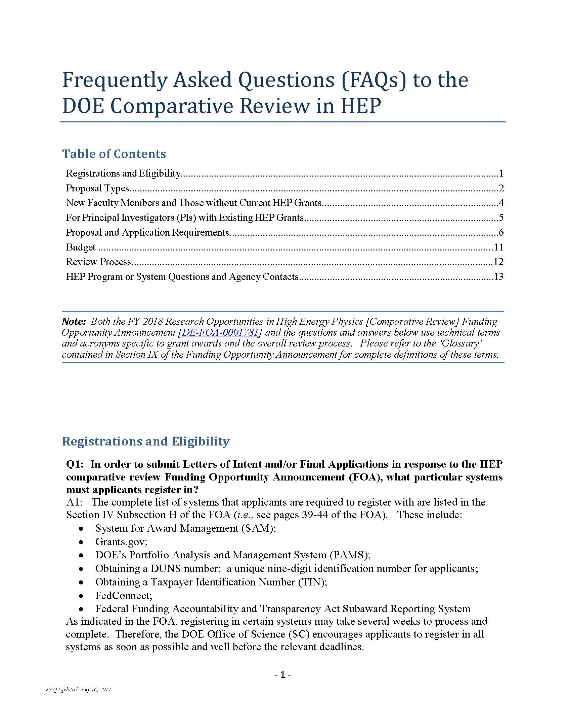 Frequently Asked Questions (FAQs) to the
DOE Comparative Review in HEP
Table of Contents
Registrations and Eligibility..........1
Proposal Types..........2
New Faculty Members and Those without Current HEP Grants..........4
For Principal Investigators (PIs) with Existing HEP Grants..........5
Proposal and Application Requirements..........6
Budget..........11
Review Process..........12
HEP Program or System Questions and Agency Contacts..........13
Note: Both the FY 2018 Research Opportunities in High Energy Physics [Comparative Review] Funding
Opportunity Announcement [DE-FOA-0001781] and the questions and answers below use technical terms
and acronyms specific to grant awards and the overall review process. Please refer to the 'Glossary'
contained in Section IX of the Funding Opportunity Announcement for complete definitions of these terms.
Registrations and Eligibility
Q1: In order to submit Letters of Intent and/or Final Applications in response to the HEP
comparative review Funding Opportunity Announcement (FOA), what particular systems
must applicants register in?
A1: The complete list of systems that applicants are required to register with are listed in the
Section IV Subsection H of the FOA (i.e., see pages 39-44 of the FOA). These include:
• System for Award Management (SAM);
• Grants.gov;
• DOE's Portfolio Analysis and Management System (PAMS);
• Obtaining a DUNS number: a unique nine-digit identification number for applicants;
• Obtaining a Taxpayer Identification Number (TIN);
• FedConnect;
• Federal Funding Accountability and Transparency Act Subaward Reporting System
As indicated in the FOA, registering in certain systems may take several weeks to process and
complete. Therefore, the DOE Office of Science (SC) encourages applicants to register in all
systems as soon as possible and well before the relevant deadlines.
- 1 -